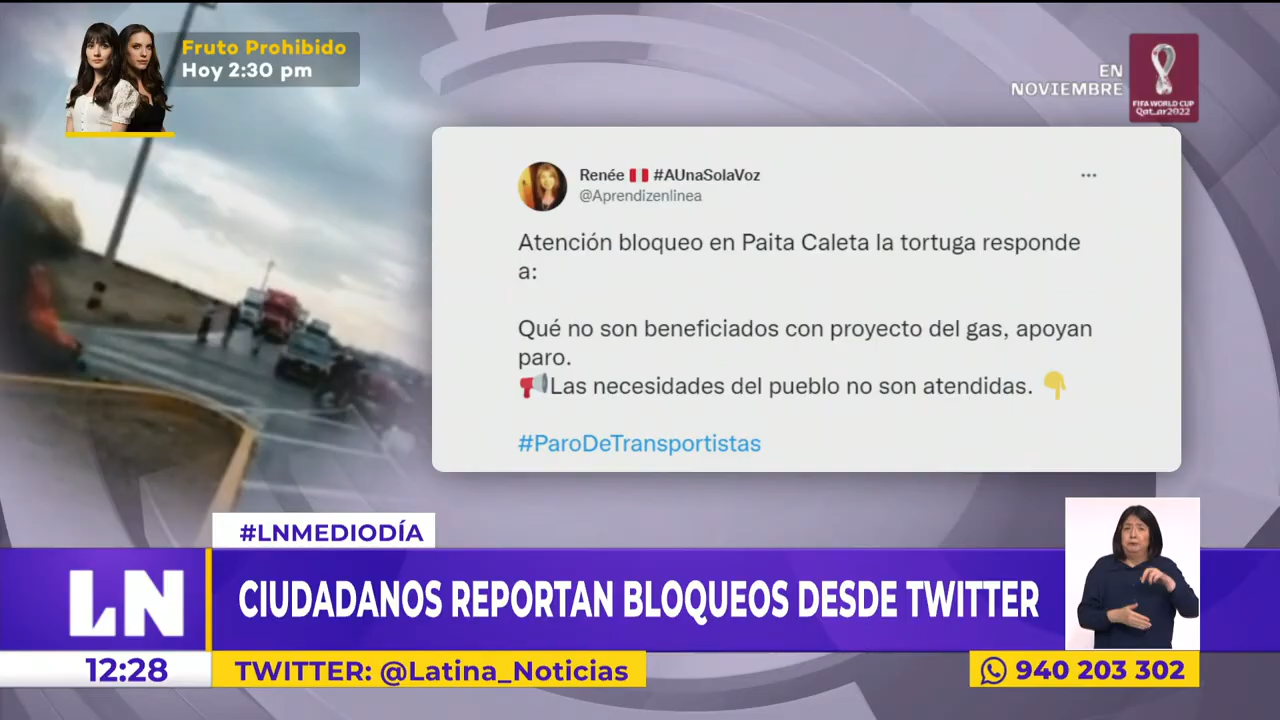 Fruto Prohibido
Hoy 2:30 pm
EN
NOVIEMBRE
FIFA WORLD CUP
Qatar2022
Renée 🇵🇪 #AUnaSolaVoz
@Aprendizenlinea
Atención bloqueo en Paita Caleta la tortuga responde
a:
Qué no son beneficiados con proyecto del gas, apoyan
paro.
📢Las necesidades del pueblo no son atendidas. 👇
#ParoDeTransportistas
#LNMEDIODÍA
LN
CIUDADANOS REPORTAN BLOQUEOS DESDE TWITTER
12:28
TWITTER: @Latina_Noticias
940 203 302